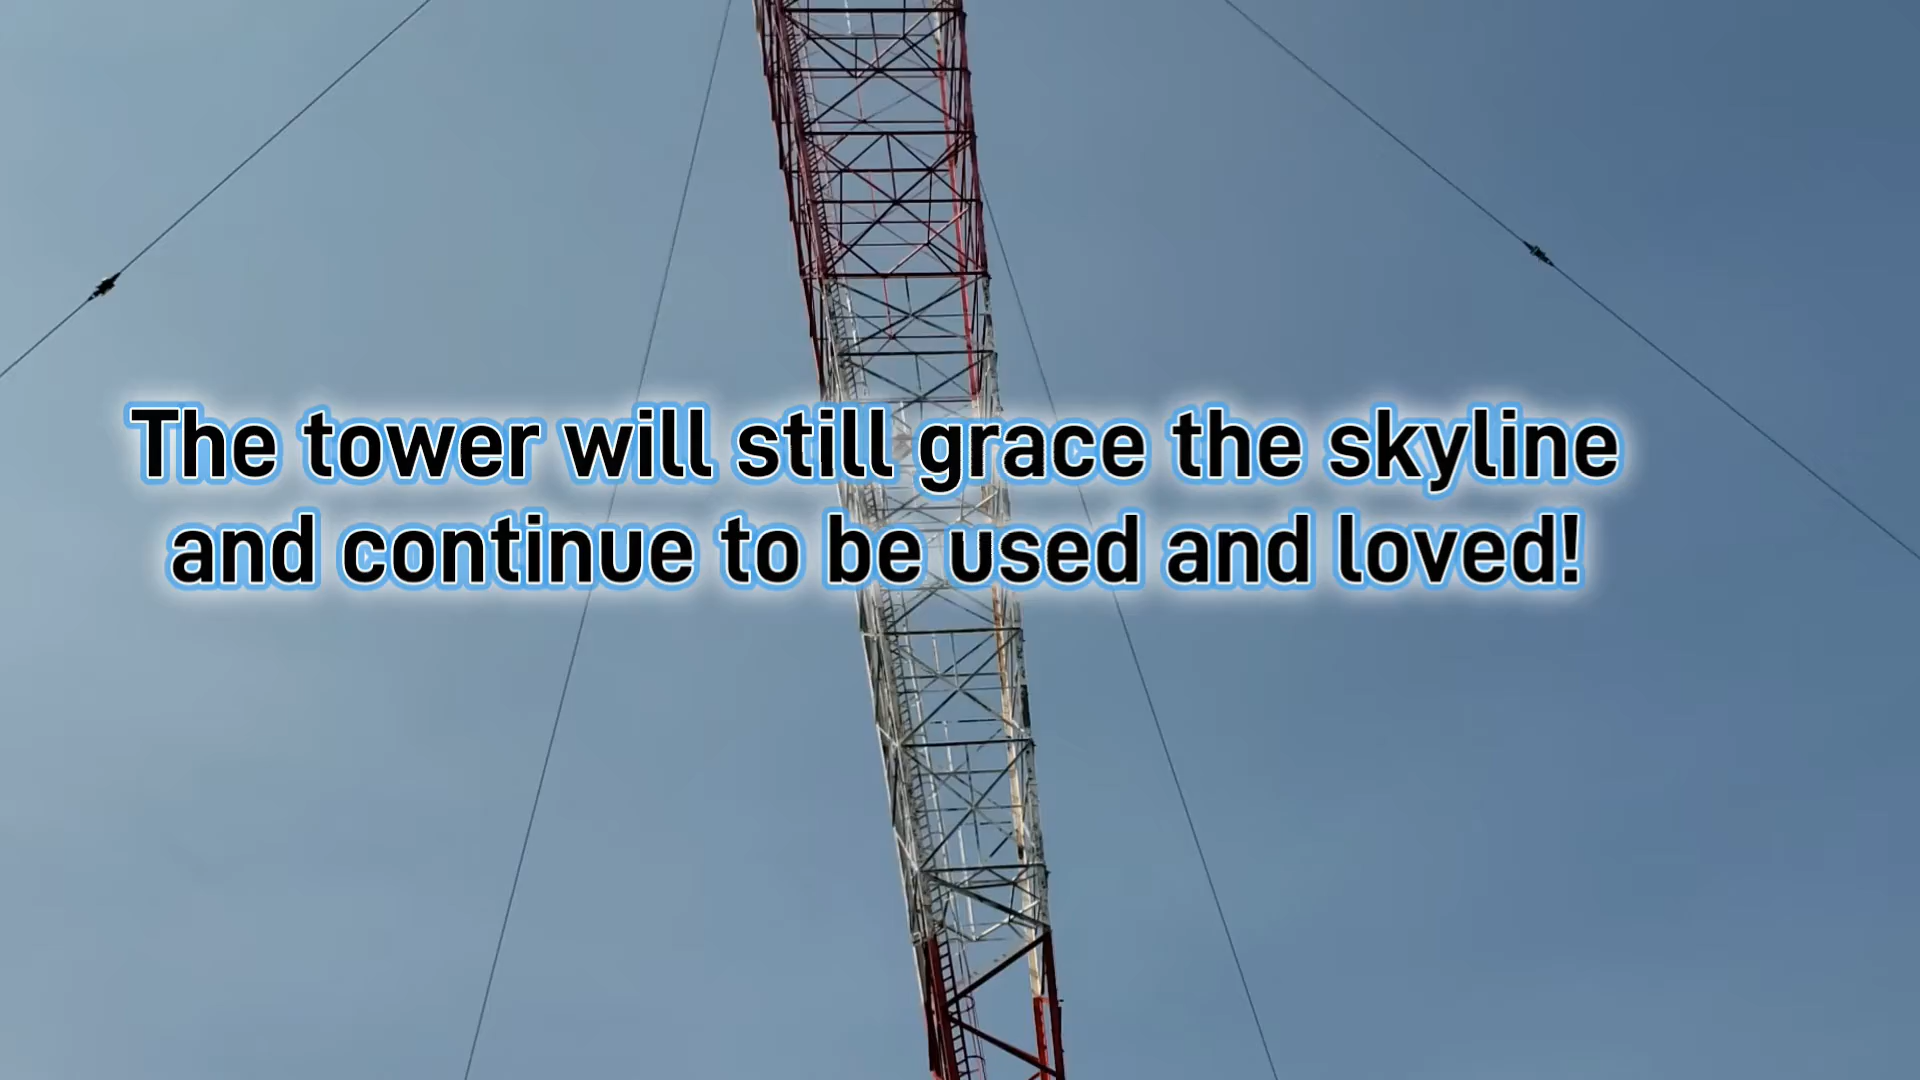 The tower will still grace the skyline
and continue to be used and loved!